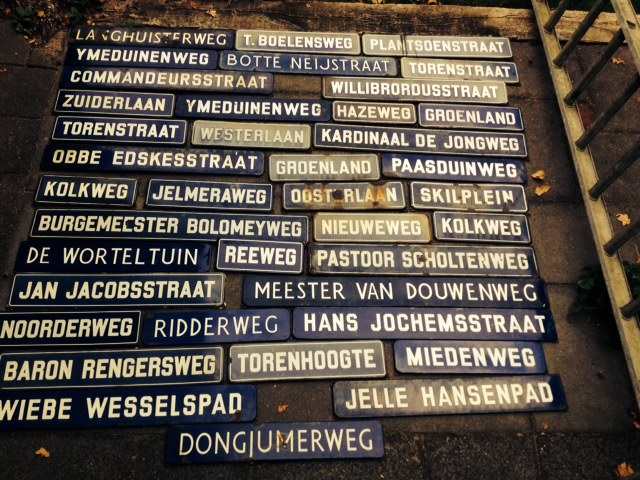 LANGHUISTERWEG T. BOELENSWEG PLANTSOENSTRAAT
YMEDUINENWEG BOTTE NEIJSTRAAT TORENSTRAAT
COMMANDEURSSTRAAT WILLIBRORDUSSTRAAT
ZUIDERLAAN YMEDUINENWEG HAZEWEG GROENLAND
TORENSTRAAT WESTERLAAN KARDINAAL DE JONGWEG
OBBE EDSKESSTRAAT GROENLAND PAASDUINWEG
KOLKWEG JELMERAWEG OOSTERLAAN SKILPLEIN
BURGEMEESTER BOLOMEYWEG NIEUWEWEG KOLKWEG
DE WORTELTUIN REEWEG PASTOOR SCHOLTENWEG
JAN JACOBSSTRAAT MEESTER VAN DOUWENWEG
NOORDERWEG RIDDERWEG HANS JOCHEMSSTRAAT
BARON RENGERSWEG TORENHOOGTE MIEDENWEG
WIEBE WESSELSPAD JELLE HANSENPAD
DONGJUMERWEG